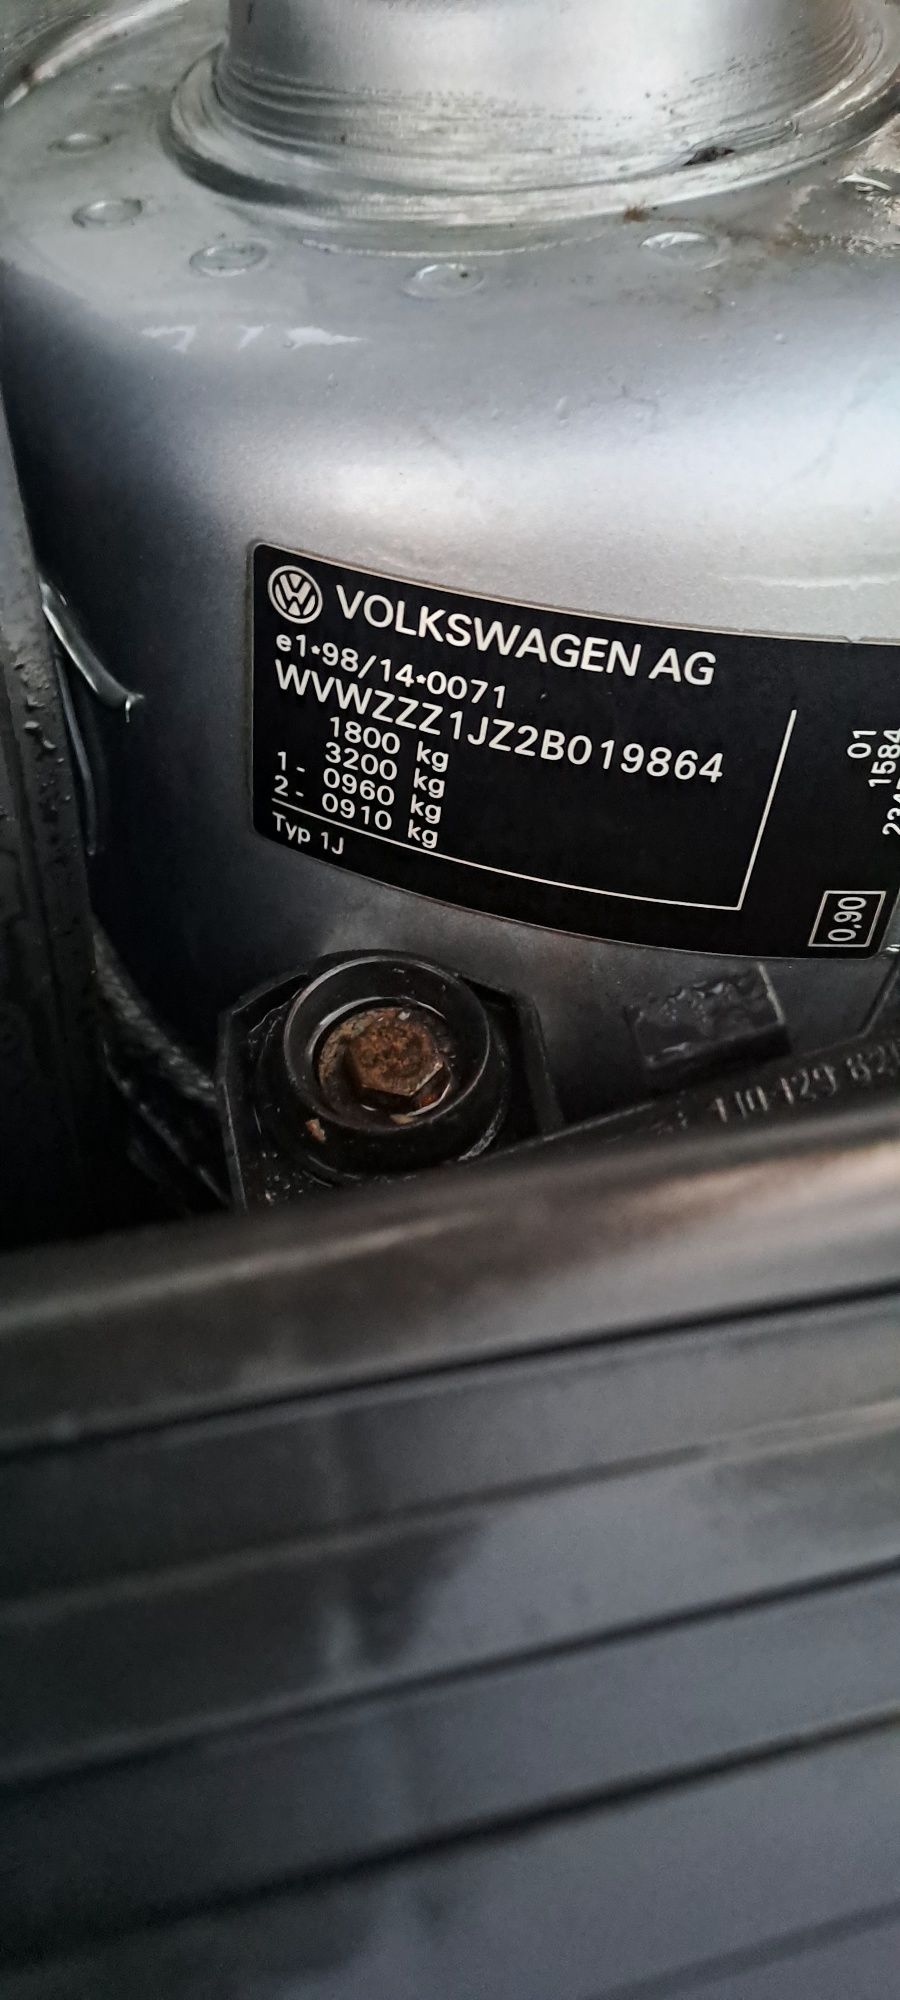 VOLKSWAGEN AG
e1*98/14*0071
WVWZZZ1JZ2B019864
1800 kg
3200 kg
1- 0960 kg
2- 0910 kg
Typ 1J
01
1584
0,90